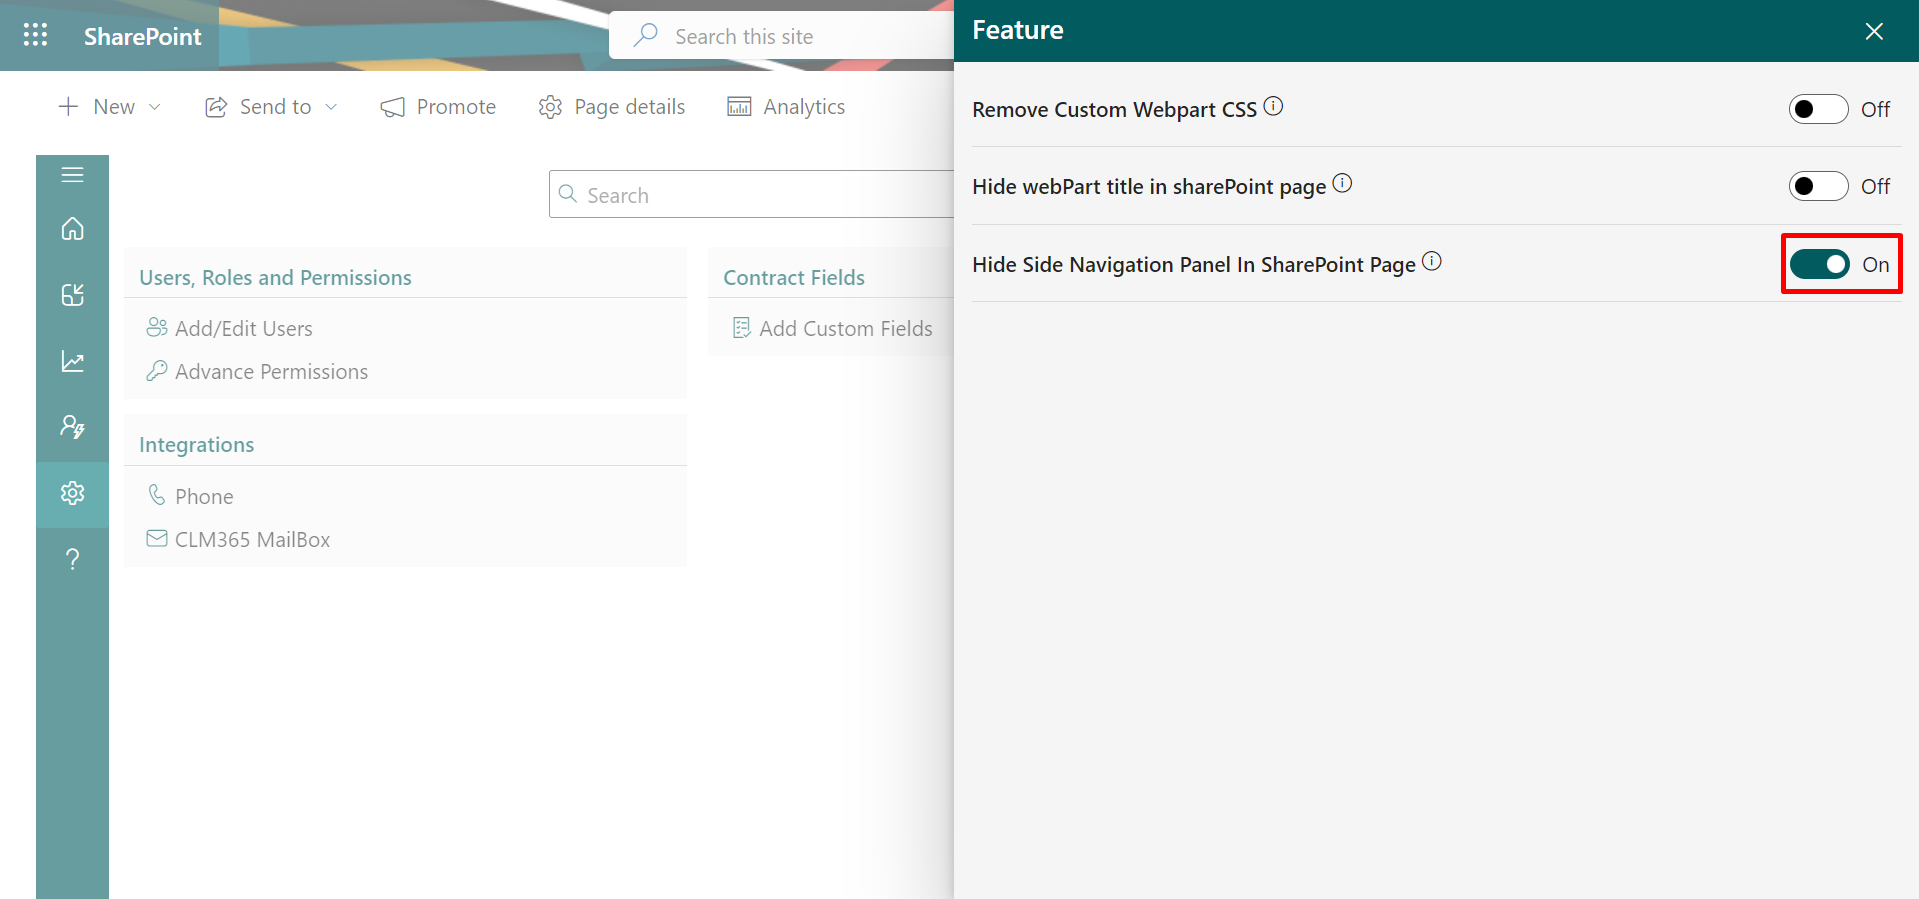 SharePoint
Search this site
New
Send to
Promote
Page details
Analytics
Search
Users, Roles and Permissions
Add/Edit Users
Advance Permissions
Integrations
Phone
CLM365 MailBox
Contract Fields
Add Custom Fields
Feature
Remove Custom Webpart CSS
Off
Hide webPart title in sharePoint page
Off
Hide Side Navigation Panel In SharePoint Page
On